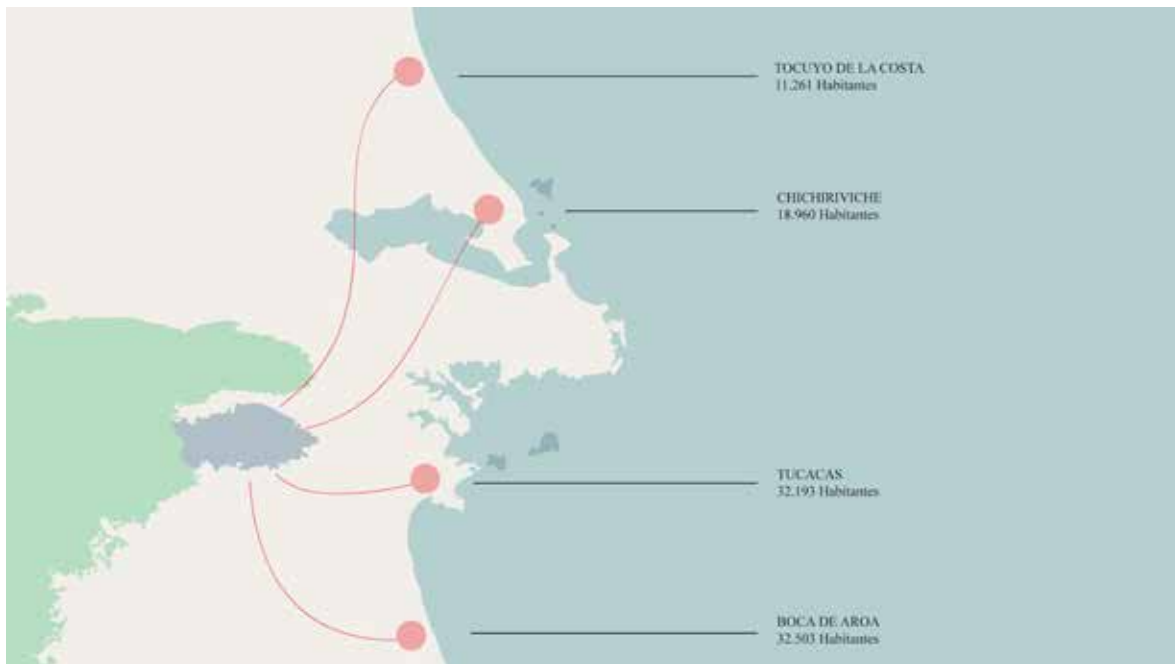 TOCUYO DE LA COSTA
11.261 Habitantes
CHICHIRIVICHE
18.960 Habitantes
TUCACAS
32.193 Habitantes
BOCA DE AROA
32.503 Habitantes